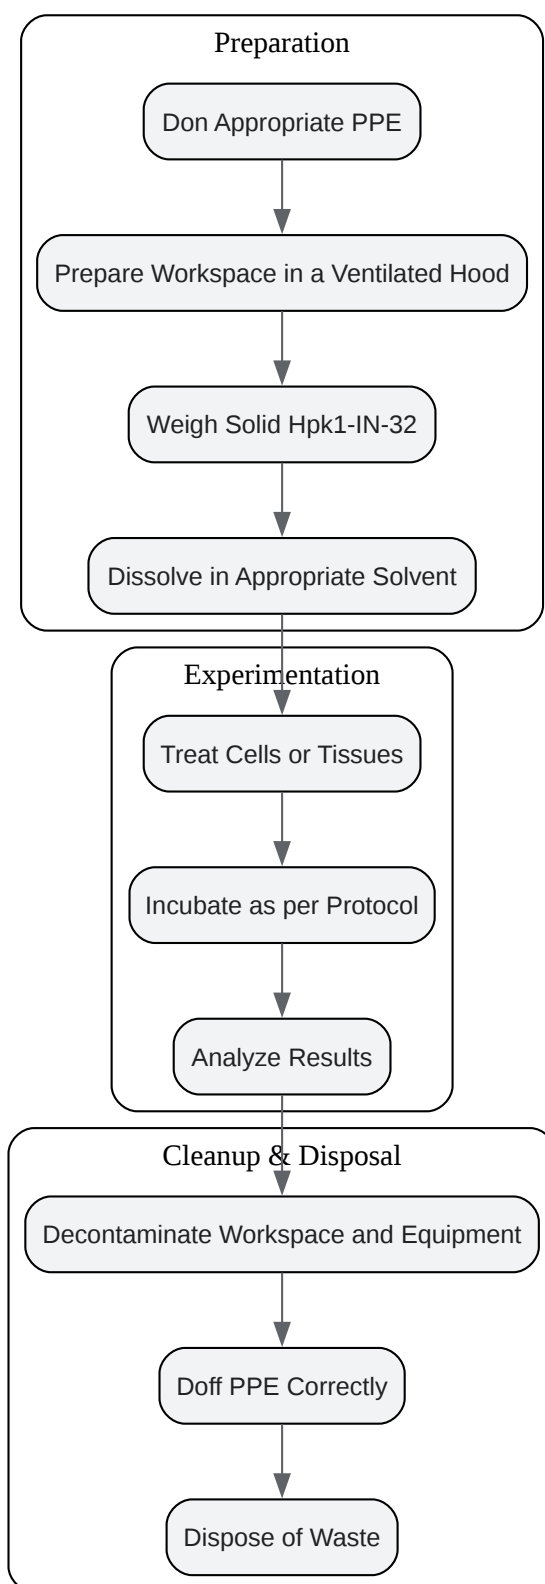 Preparation
Don Appropriate PPE
Prepare Workspace in a Ventilated Hood
Weigh Solid Hpk1-IN-32
Dissolve in Appropriate Solvent
Experimentation
Treat Cells or Tissues
Incubate as per Protocol
Analyze Results
Cleanup & Disposal
Decontaminate Workspace and Equipment
Doff PPE Correctly
Dispose of Waste